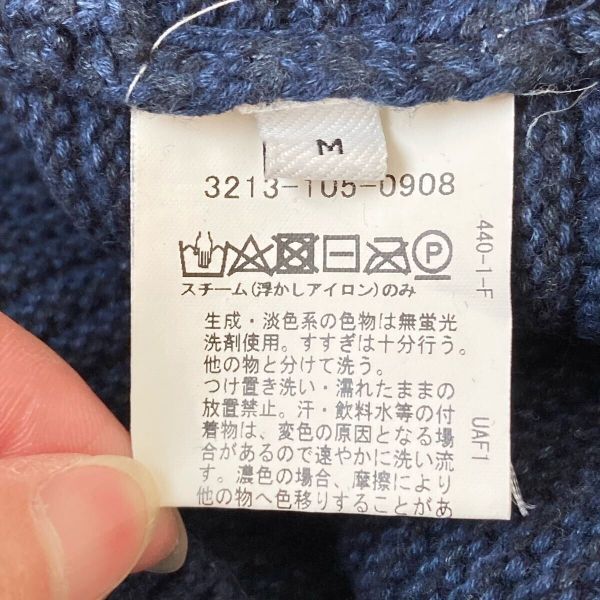 M
3213-105-0908
P
スチーム(浮かしアイロン)のみ
生成・淡色系の色物は無蛍光
洗剤使用。すすぎは十分行う。
他の物と分けて洗う。
つけ置き洗い・濡れたままの
放置禁止。汗・飲料水等の付
着物は、変色の原因となる場
合があるので速やかに洗い流
す。濃色の場合、摩擦により
他の物へ色移りすることがあ
440-1-F
UAF1